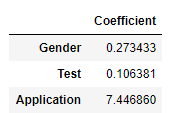 Coefficient
Gender 0.273433
Test 0.106381
Application 7.446860